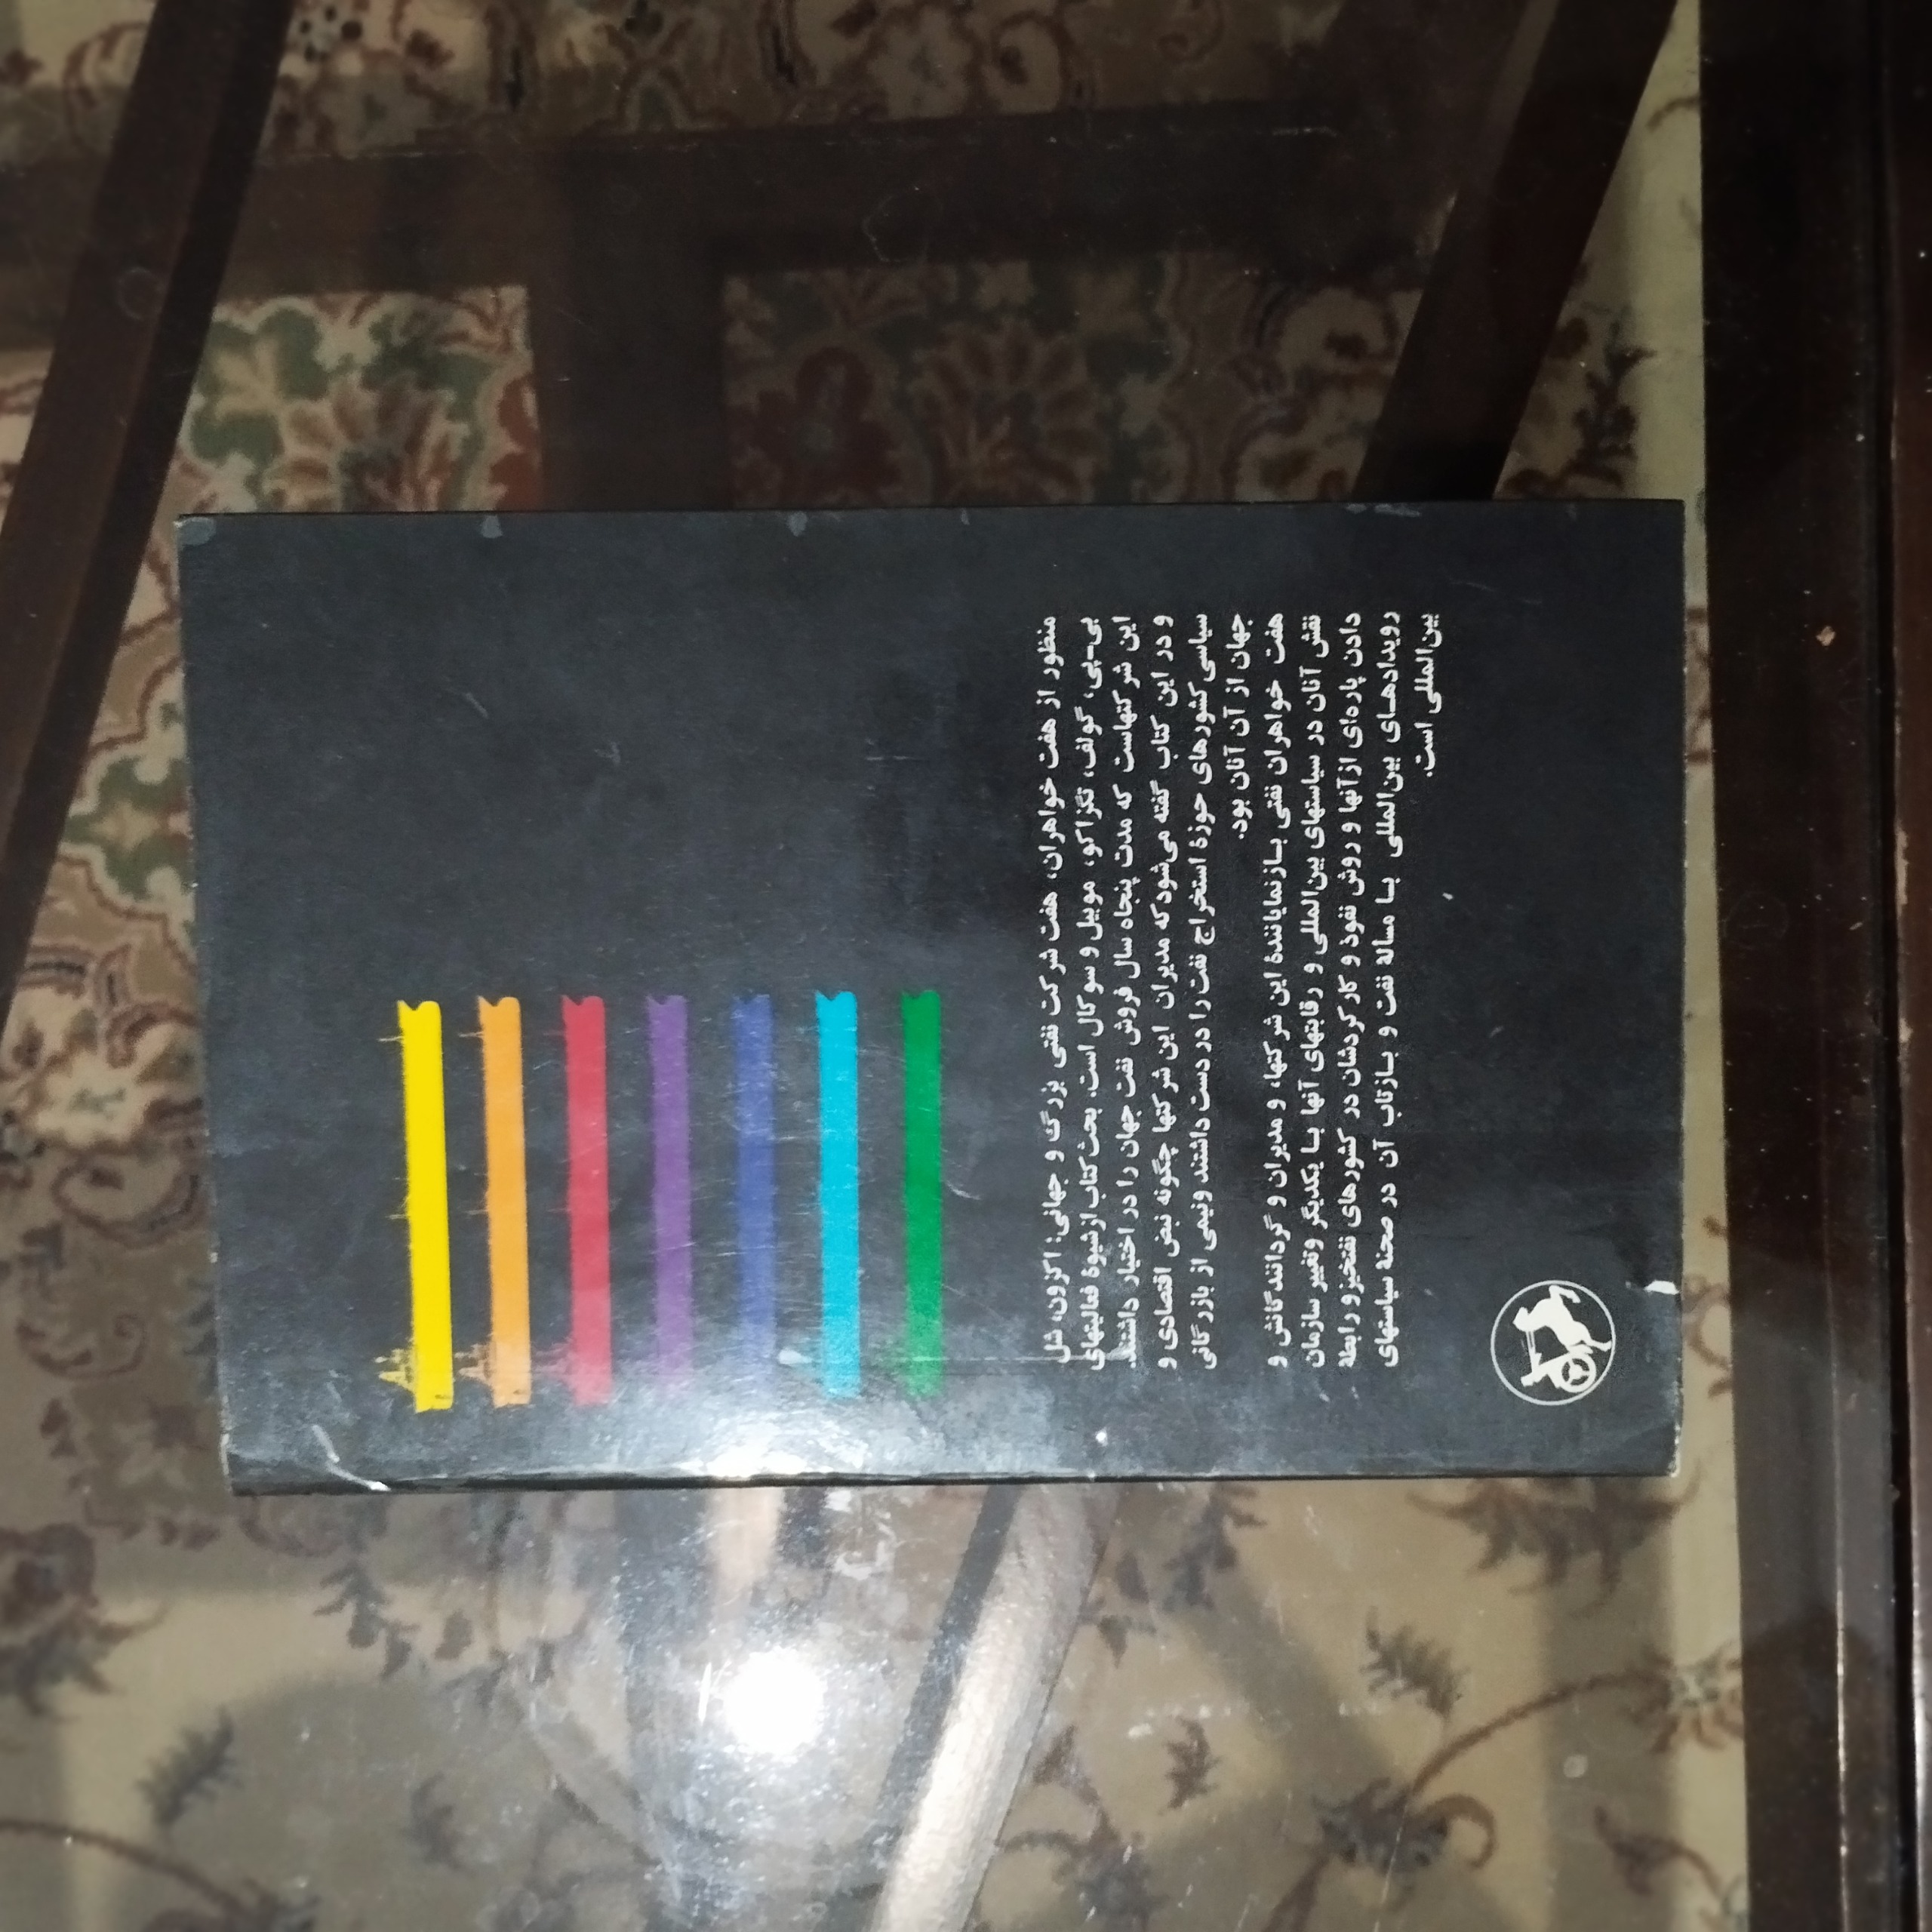 منظور از هفت خواهران، هفت شرکت نفتی بزرگ و جهانی: اکزون، شل
بی‌-پی، گولف، تگزاکو، موبیل و سوکال است. بحث کتاب از شیوهٔ فعالیتهای
این شرکتهاست که مدت پنجاه سال فروش نفت جهان را در اختیار داشتند.
و در این کتاب گفته می‌شود که مدیران این شرکتها چگونه نبض اقتصادی و
سیاسی کشورهای حوزهٔ استخراج نفت را در دست داشتند و نیمی از بازرگانی
جهان از آن آنان بود.
هفت خواهران نفتی بازنمایانندهٔ این شرکتها، و مدیران و گردانندگانش و
نقش آنان در سیاستهای بین‌المللی و رقابتهای آنها با یکدیگر وتغییر سازمان
دادن پاره‌ای ازآنها و روش نفوذ و کارکردشان در کشورهای نفتخیز و رابطهٔ
رویدادهای بین‌المللی با مسالهٔ نفت و بازتاب آن در صحنهٔ سیاستهای
بین‌المللی است.